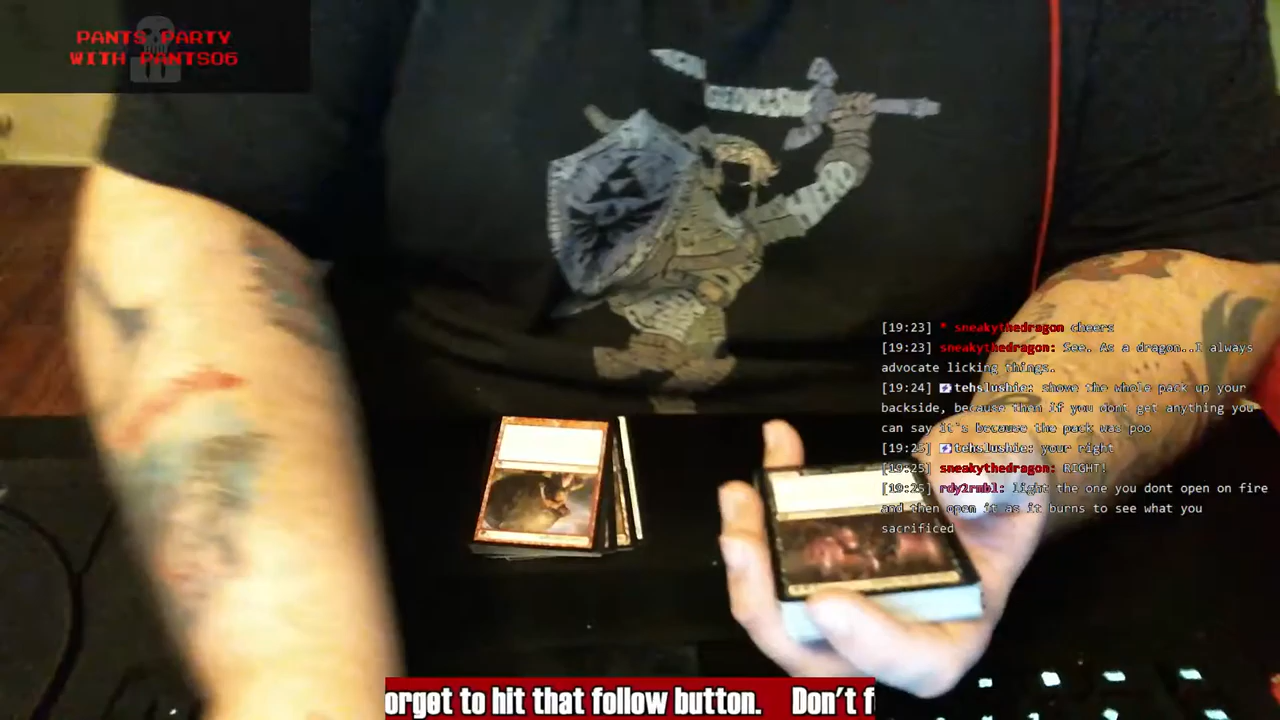 PANTS PARTY
WITH PANTS06
HERO
[19:23] * sneakythedragon cheers
[19:23] sneakythedragon: See. As a dragon..I always
advocate licking things.
[19:24] tehslushie: shove the whole pack up your
backside, because then if you dont get anything you
can say it's because the pack was poo
[19:25] tehslushie: your right
[19:25] sneakythedragon: RIGHT!
[19:25] rdy2rmbl: light the one you dont open on fire
and then open it as it burns to see what you
sacrificed
orget to hit that follow button. Don't f